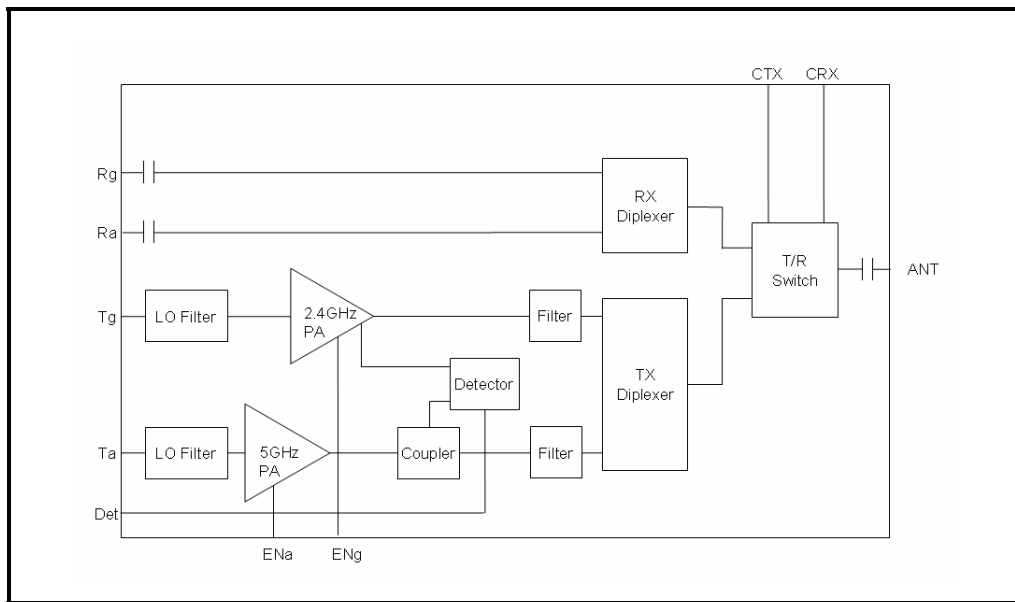 CTX CRX
Rg
RX
Diplexer
Ra
T/R
Switch
ANT
Tg
LO Filter
2.4GHz
PA
Filter
TX
Diplexer
Detector
Ta
LO Filter
5GHz
PA
Coupler
Filter
Det
ENa ENg